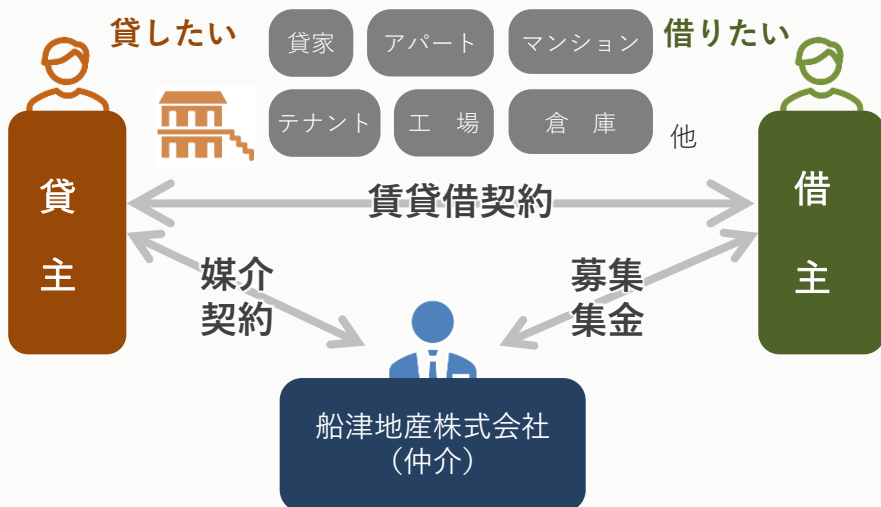 貸したい
貸家
アパート
マンション
借りたい
テナント
工　場
倉　庫
他
貸
主
賃貸借契約
借
主
媒介
契約
募集
集金
船津地産株式会社
（仲介）